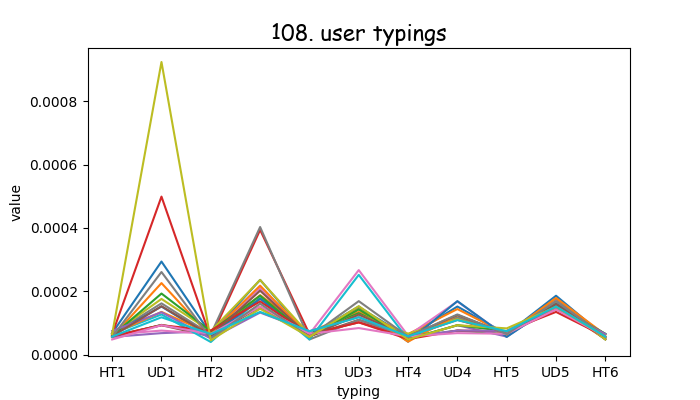 108. user typings
value
0.0008
0.0006
0.0004
0.0002
0.0000
HT1 UD1 HT2 UD2 HT3 UD3 HT4 UD4 HT5 UD5 HT6
typing